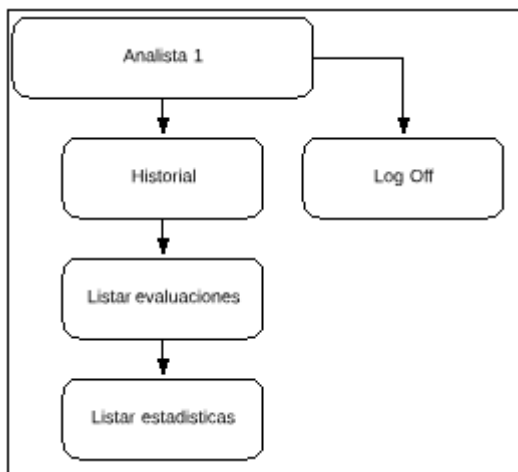 Analista 1
Historial
Log Off
Listar evaluaciones
Listar estadisticas